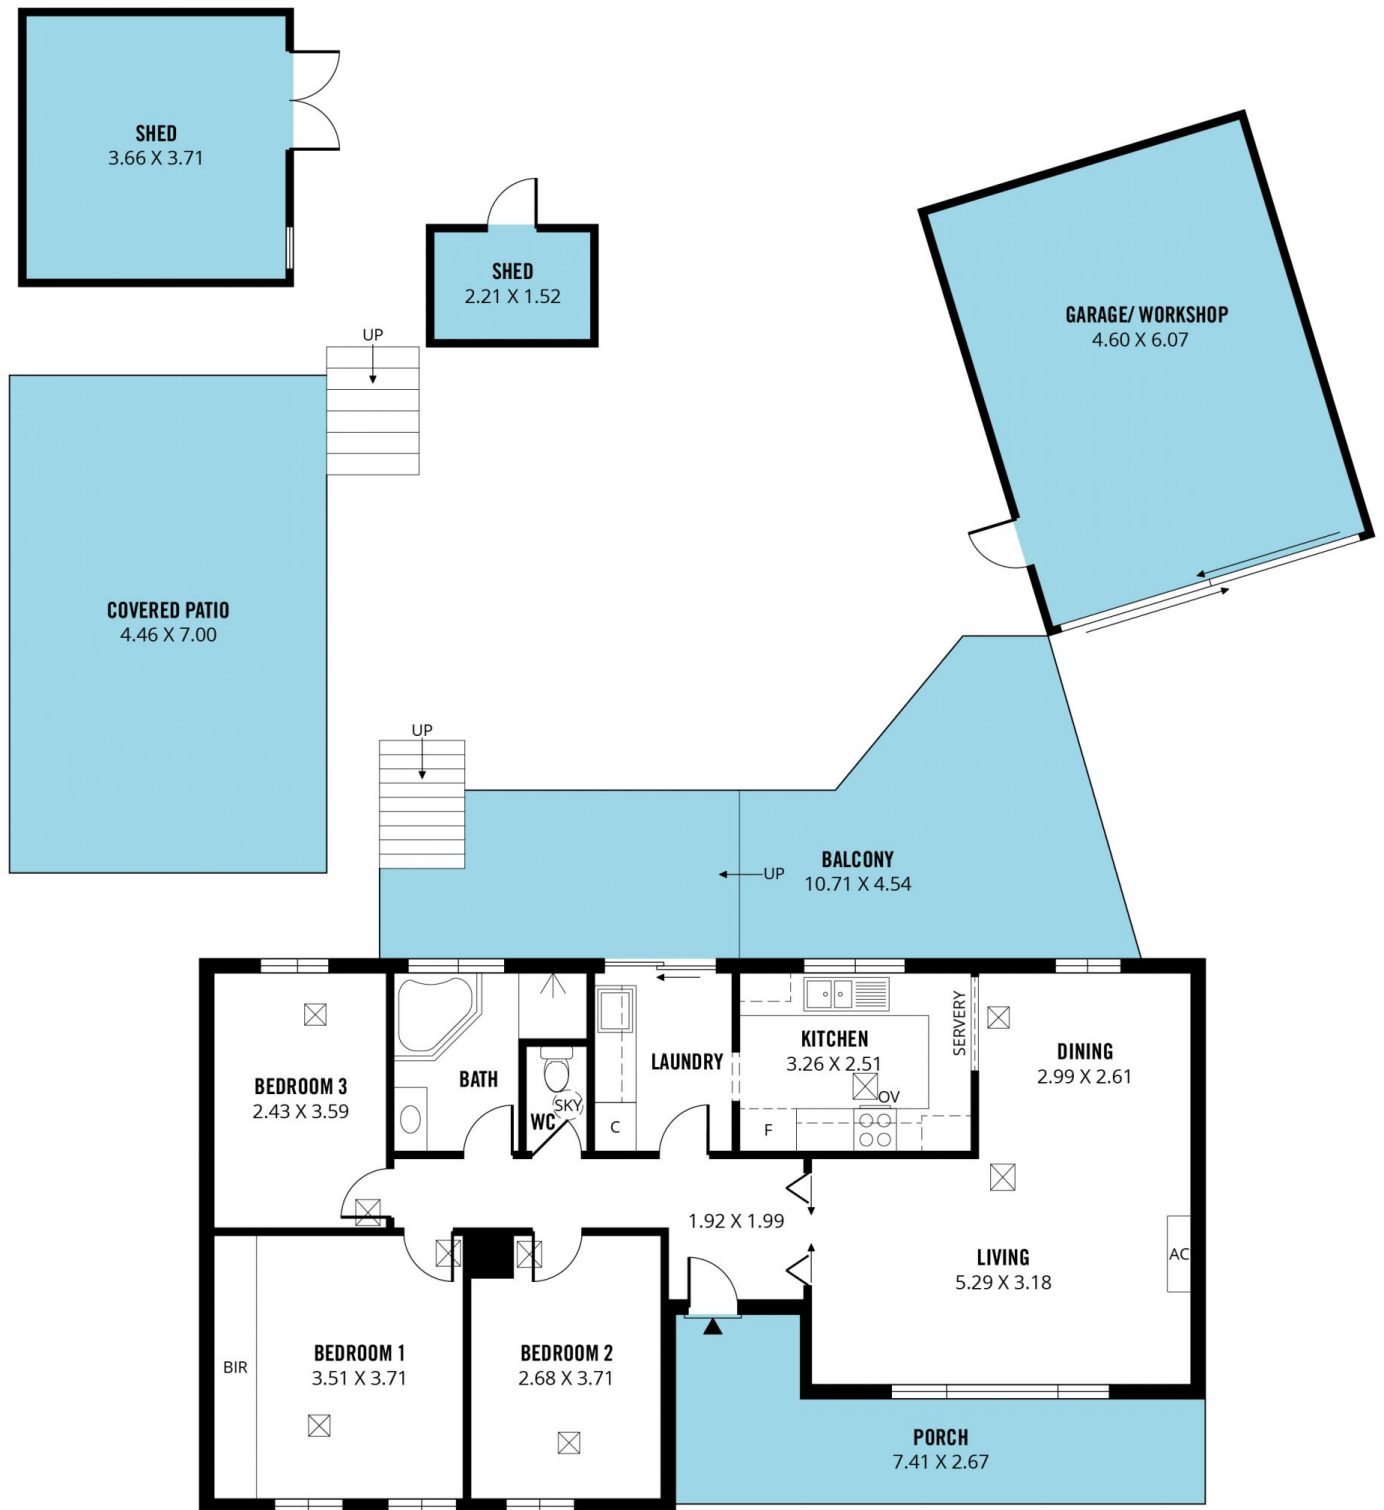 SHED
3.66 X 3.71
SHED
2.21 X 1.52
GARAGE/ WORKSHOP
4.60 X 6.07
UP
COVERED PATIO
4.46 X 7.00
UP
BALCONY
10.71 X 4.54
UP
BEDROOM 3
2.43 X 3.59
BATH
WC
SKY
LAUNDRY
C
KITCHEN
3.26 X 2.51
OV
F
SERVERY
DINING
2.99 X 2.61
1.92 X 1.99
LIVING
5.29 X 3.18
AC
BIR
BEDROOM 1
3.51 X 3.71
BEDROOM 2
2.68 X 3.71
PORCH
7.41 X 2.67